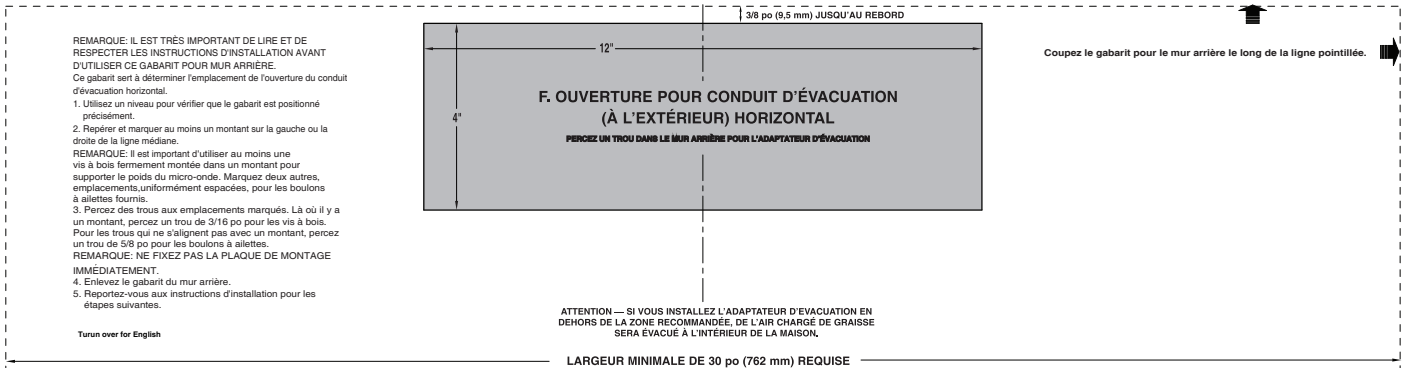 3/8 po (9,5 mm) JUSQU'AU REBORD
REMARQUE: IL EST TRÈS IMPORTANT DE LIRE ET DE
RESPECTER LES INSTRUCTIONS D'INSTALLATION AVANT
D'UTILISER CE GABARIT POUR MUR ARRIÈRE.
Ce gabarit sert à déterminer l'emplacement de l'ouverture du conduit
d'évacuation horizontal.
1. Utilisez un niveau pour vérifier que le gabarit est positionné
précisément.
2. Repérer et marquer au moins un montant sur la gauche ou la
droite de la ligne médiane.
REMARQUE: Il est important d'utiliser au moins une
vis à bois fermement montée dans un montant pour
supporter le poids du micro-onde. Marquez deux autres,
emplacements,uniformément espacées, pour les boulons
à ailettes fournis.
3. Percez des trous aux emplacements marqués. Là où il y a
un montant, percez un trou de 3/16 po pour les vis à bois.
Pour les trous qui ne s'alignent pas avec un montant, percez
un trou de 5/8 po pour les boulons à ailettes.
REMARQUE: NE FIXEZ PAS LA PLAQUE DE MONTAGE
IMMÉDIATEMENT.
4. Enlevez le gabarit du mur arrière.
5. Reportez-vous aux instructions d'installation pour les
étapes suivantes.
Turun over for English
12"
4"
F. OUVERTURE POUR CONDUIT D'ÉVACUATION
(À L'EXTÉRIEUR) HORIZONTAL
PERCEZ UN TROU DANS LE MUR ARRIÈRE POUR L'ADAPTATEUR D'ÉVACUATION
Coupez le gabarit pour le mur arrière le long de la ligne pointillée.
ATTENTION — SI VOUS INSTALLEZ L'ADAPTATEUR D'EVACUATION EN
DEHORS DE LA ZONE RECOMMANDÉE, DE L'AIR CHARGÉ DE GRAISSE
SERA ÉVACUÉ À L'INTÉRIEUR DE LA MAISON.
LARGEUR MINIMALE DE 30 po (762 mm) REQUISE